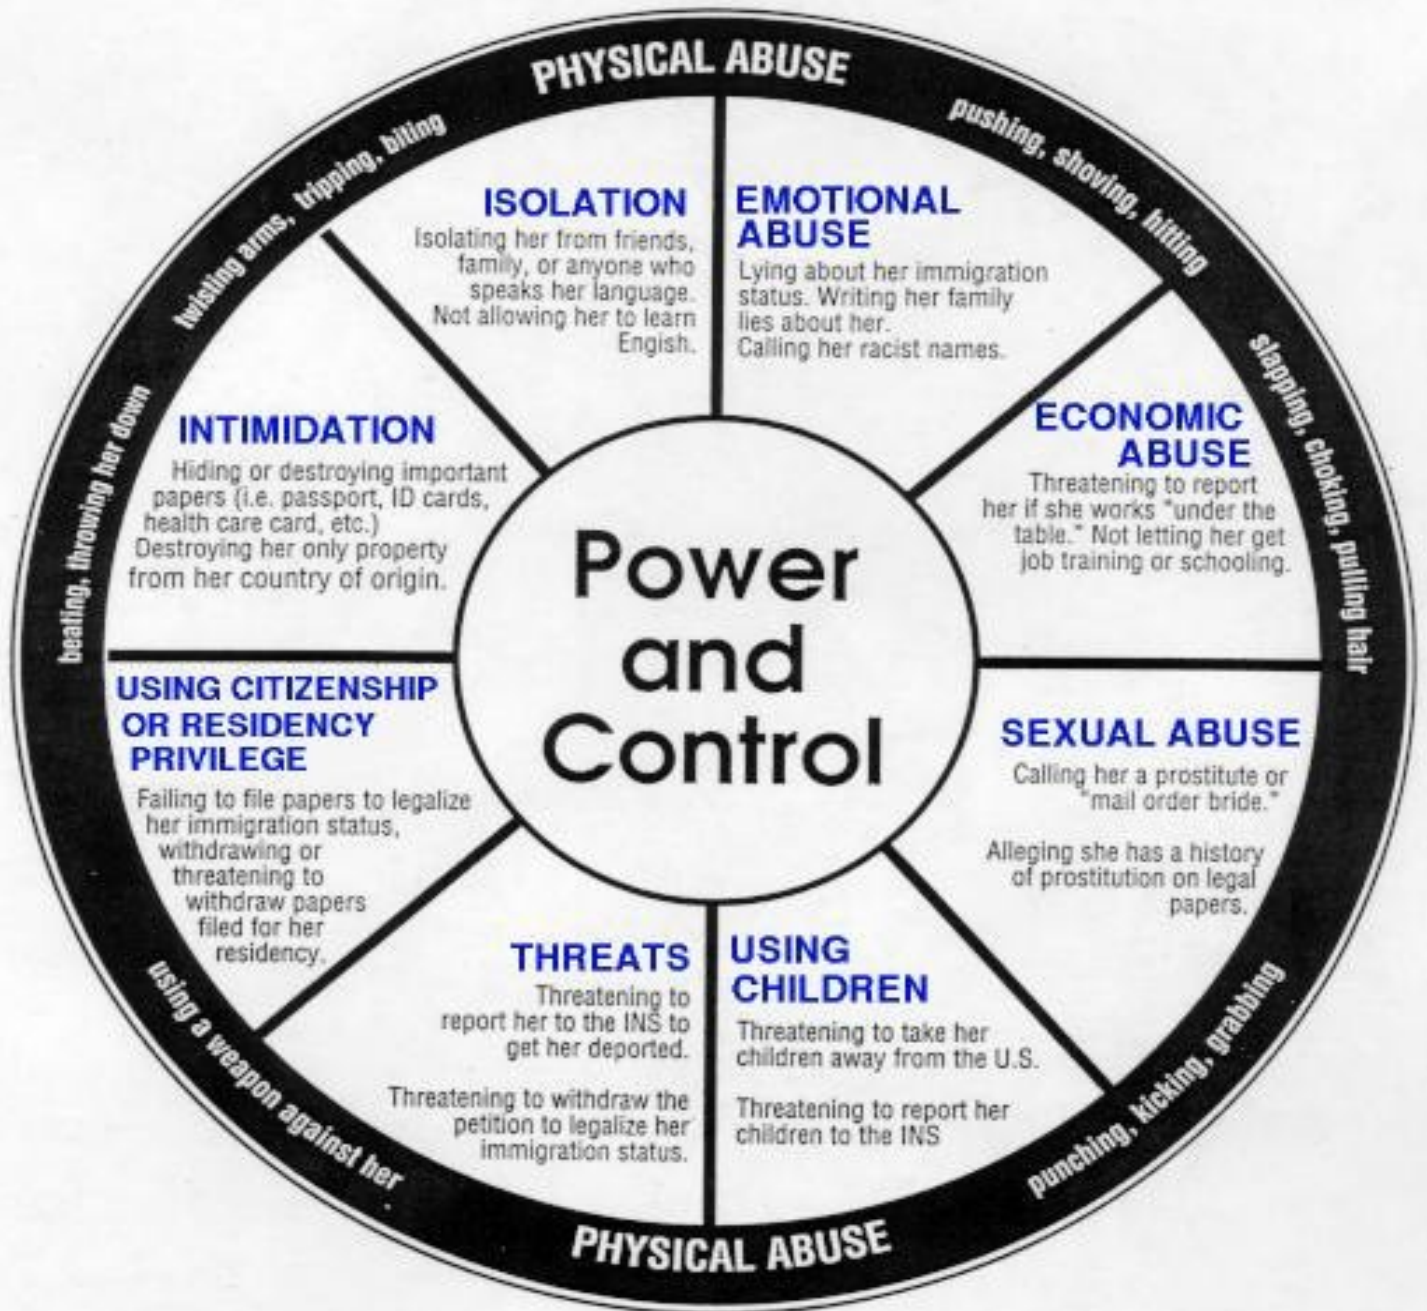 PHYSICAL ABUSE
twisting arms, tripping, biting
pushing, shoving, hitting
ISOLATION
Isolating her from friends,
family, or anyone who
speaks her language.
Not allowing her to learn
Engish.
EMOTIONAL
ABUSE
Lying about her immigration
status. Writing her family
lies about her.
Calling her racist names.
beating, throwing her down
INTIMIDATION
Hiding or destroying important
papers (i.e. passport, ID cards,
health care card, etc.)
Destroying her only property
from her country of origin.
ECONOMIC
ABUSE
Threatening to report
her if she works "under the
table." Not letting her get
job training or schooling.
slapping, choking, pulling hair
Power
and
Control
USING CITIZENSHIP
OR RESIDENCY
PRIVILEGE
Failing to file papers to legalize
her immigration status,
withdrawing or
threatening to
withdraw papers
filed for her
residency.
SEXUAL ABUSE
Calling her a prostitute or
"mail order bride."
Alleging she has a history
of prostitution on legal
papers.
THREATS
Threatening to
report her to the INS to
get her deported.
Threatening to withdraw the
petition to legalize her
immigration status.
USING
CHILDREN
Threatening to take her
children away from the U.S.
Threatening to report her
children to the INS
using a weapon against her
punching, kicking, grabbing
PHYSICAL ABUSE